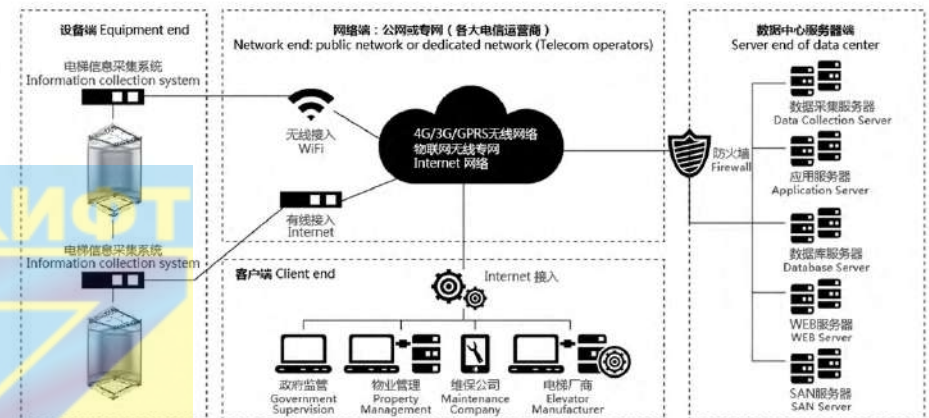 设备端 Equipment end
电梯信息采集系统
Information collection system
电梯信息采集系统
Information collection system
网络端：公网或专网（各大电信运营商）
Network end: public network or dedicated network (Telecom operators)
无线接入
WiFi
有线接入
Internet
4G/3G/GPRS无线网络
物联网无线专网
Internet 网络
客户端 Client end
Internet 接入
政府监管
Government
Supervision
物业管理
Property
Management
维保公司
Maintenance
Company
电梯厂商
Elevator
Manufacturer
防火墙
Firewall
数据中心服务器端
Server end of data center
数据采集服务器
Data Collection Server
应用服务器
Application Server
数据库服务器
Database Server
WEB服务器
WEB Server
SAN服务器
SAN Server